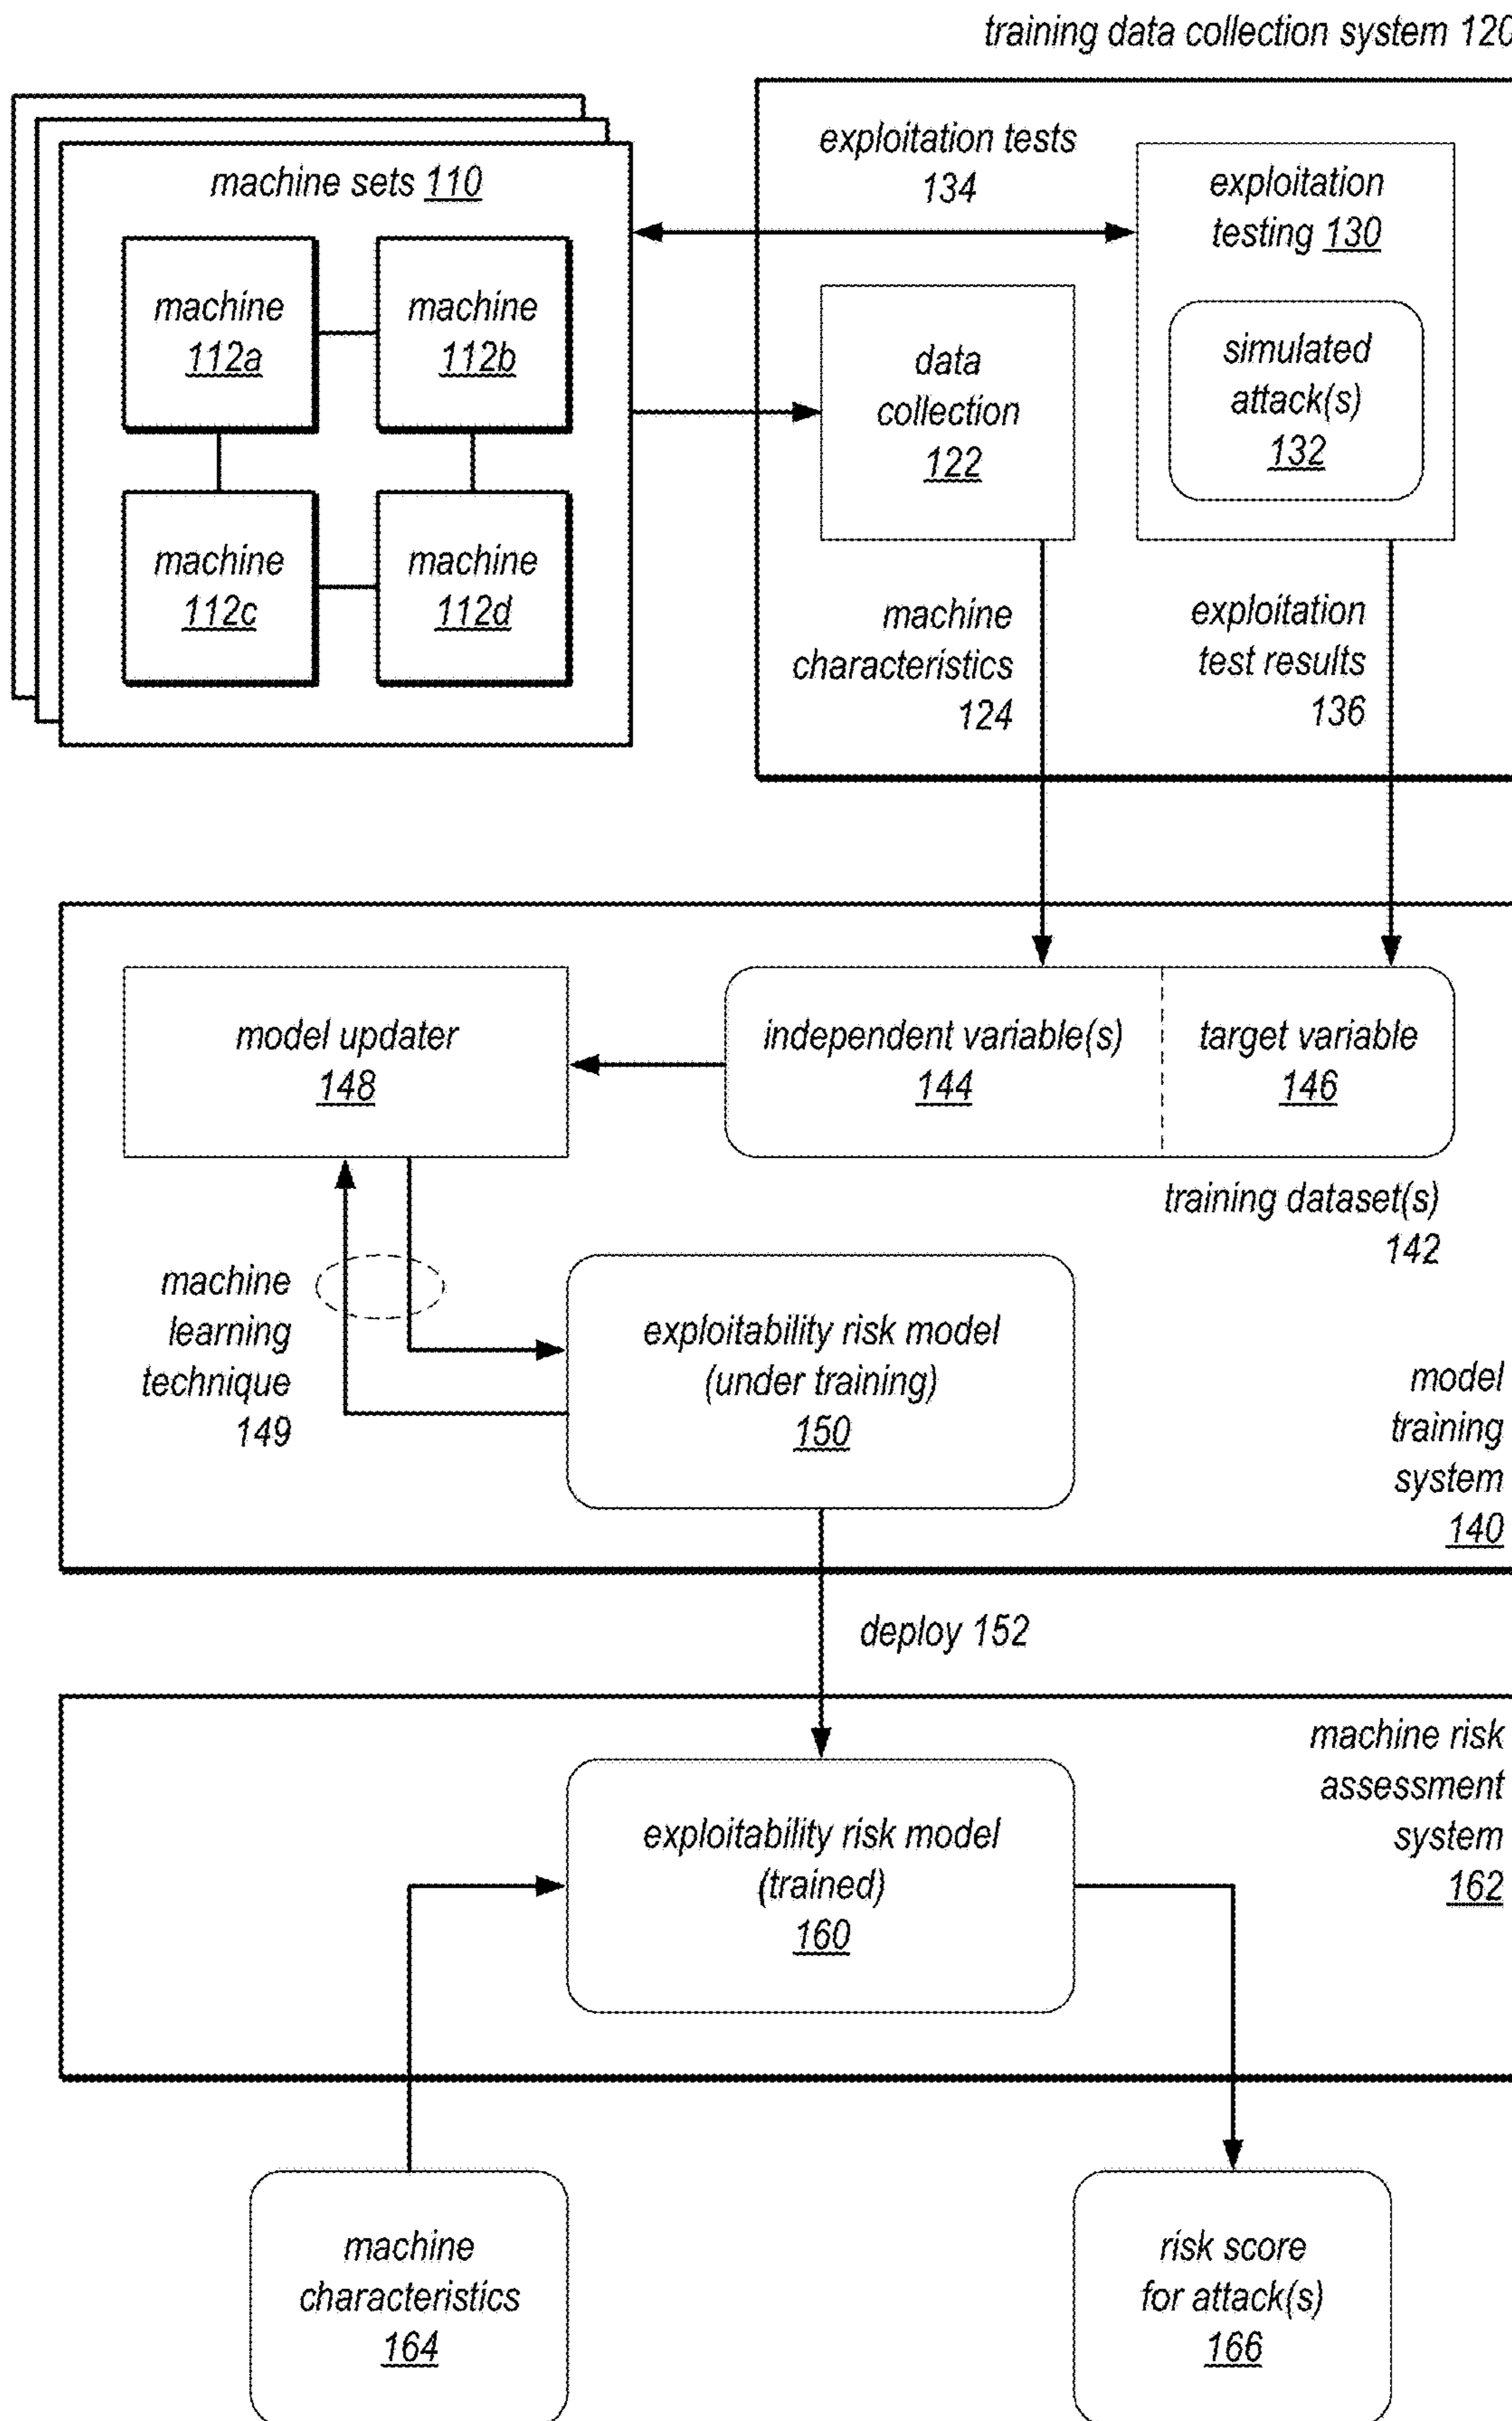 training data collection system 120
machine sets 110
machine
112a
machine
112b
machine
112c
machine
112d
exploitation tests
134
exploitation
testing 130
simulated
attack(s)
132
data
collection
122
machine
characteristics
124
exploitation
test results
136
model updater
148
independent variable(s)
144
target variable
146
training dataset(s)
142
machine
learning
technique
149
exploitability risk model
(under training)
150
model
training
system
140
deploy 152
machine risk
assessment
system
162
exploitability risk model
(trained)
160
machine
characteristics
164
risk score
for attack(s)
166